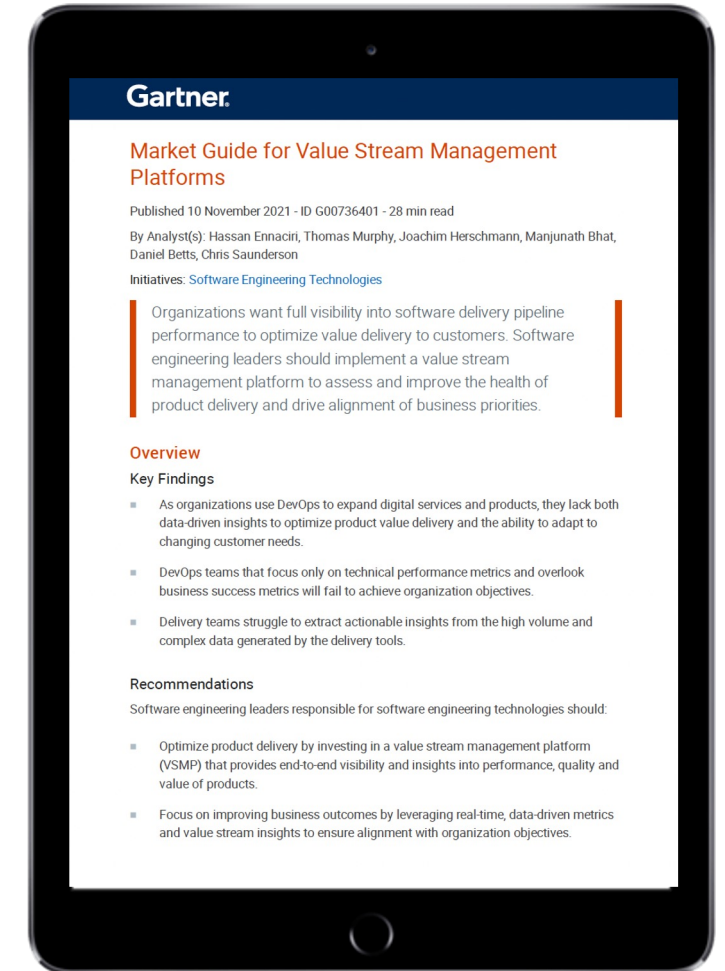 Gartner.
Market Guide for Value Stream Management
Platforms
Published 10 November 2021 - ID G00736401 - 28 min read
By Analyst(s): Hassan Ennaciri, Thomas Murphy, Joachim Herschmann, Manjunath Bhat,
Daniel Betts, Chris Saunderson
Initiatives: Software Engineering Technologies
Organizations want full visibility into software delivery pipeline
performance to optimize value delivery to customers. Software
engineering leaders should implement a value stream
management platform to assess and improve the health of
product delivery and drive alignment of business priorities.
Overview
Key Findings
■ As organizations use DevOps to expand digital services and products, they lack both
data-driven insights to optimize product value delivery and the ability to adapt to
changing customer needs.
■ DevOps teams that focus only on technical performance metrics and overlook
business success metrics will fail to achieve organization objectives.
■ Delivery teams struggle to extract actionable insights from the high volume and
complex data generated by the delivery tools.
Recommendations
Software engineering leaders responsible for software engineering technologies should:
■ Optimize product delivery by investing in a value stream management platform
(VSMP) that provides end-to-end visibility and insights into performance, quality and
value of products.
■ Focus on improving business outcomes by leveraging real-time, data-driven metrics
and value stream insights to ensure alignment with organization objectives.